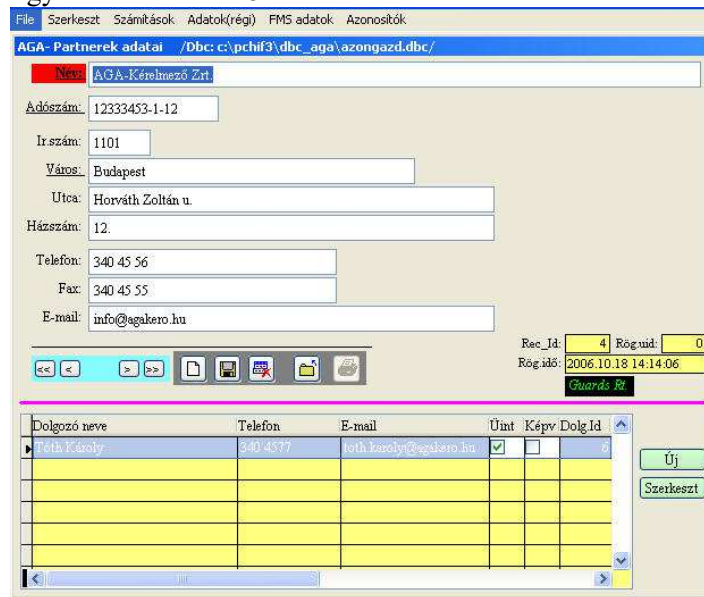 File Szerkeszt Számítások Adatok(régi) FMS adatok Azonosítók
AGA- Partnerek adatai /Dbc: c:\pchif3\dbc_aga\azongazd.dbc/
Név: AGA-Kérelmező Zrt.
Adószám: 12333453-1-12
Ir.szám: 1101
Város: Budapest
Utca: Horváth Zoltán u.
Házszám: 12.
Telefon: 340 45 56
Fax: 340 45 55
E-mail: info@agakero.hu
Rec_Id: 4 Rög.uid: 0
<< < > >> Rög.idő: 2006.10.18 14:14:06
Guards Rt.
Dolgozó neve Telefon E-mail Üint Képv Dolg.Id
Tóth Károly 340 4577 toth.karoly@agakero.hu 6
Új
Szerkeszt